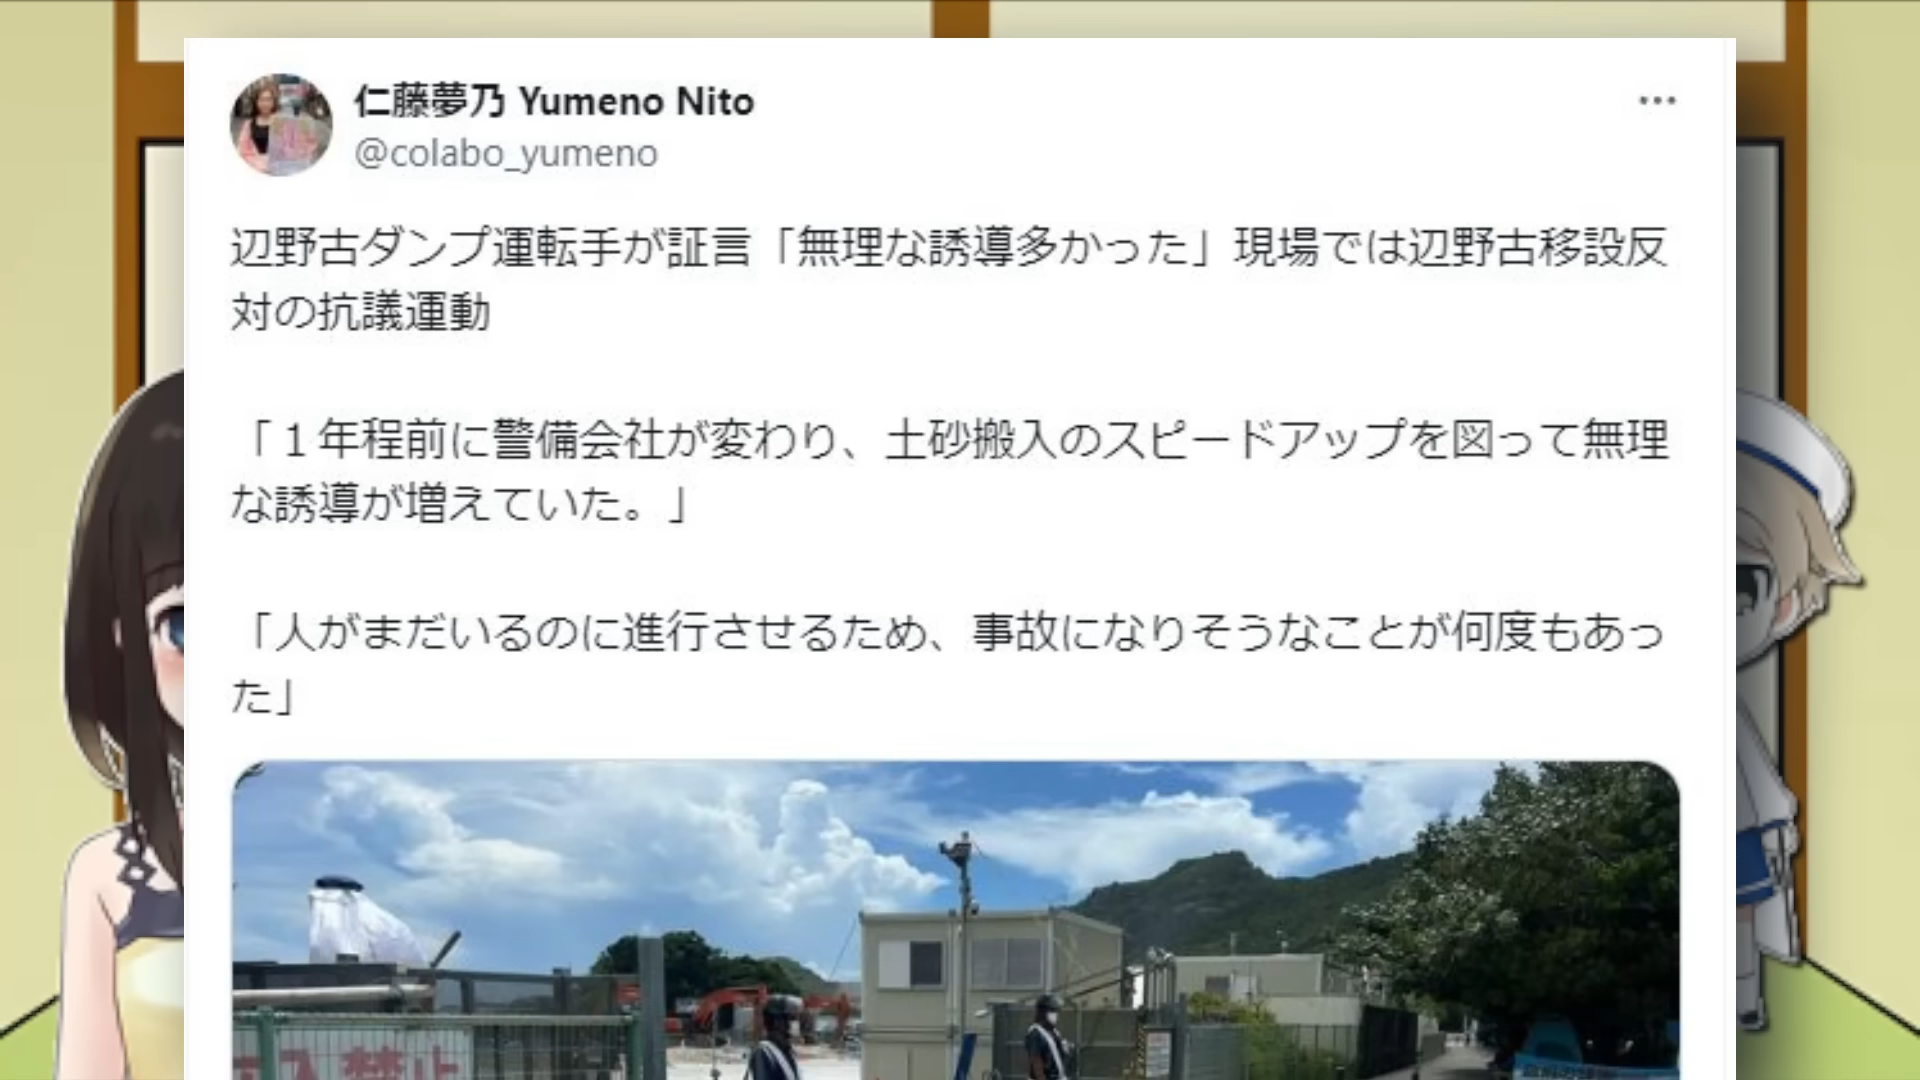 仁藤夢乃 Yumeno Nito
@colabo_yumeno
辺野古ダンプ運転手が証言「無理な誘導多かった」現場では辺野古移設反
対の抗議運動
「１年程前に警備会社が変わり、土砂搬入のスピードアップを図って無理
な誘導が増えていた。」
「人がまだいるのに進行させるため、事故になりそうなことが何度もあっ
た」
入禁止